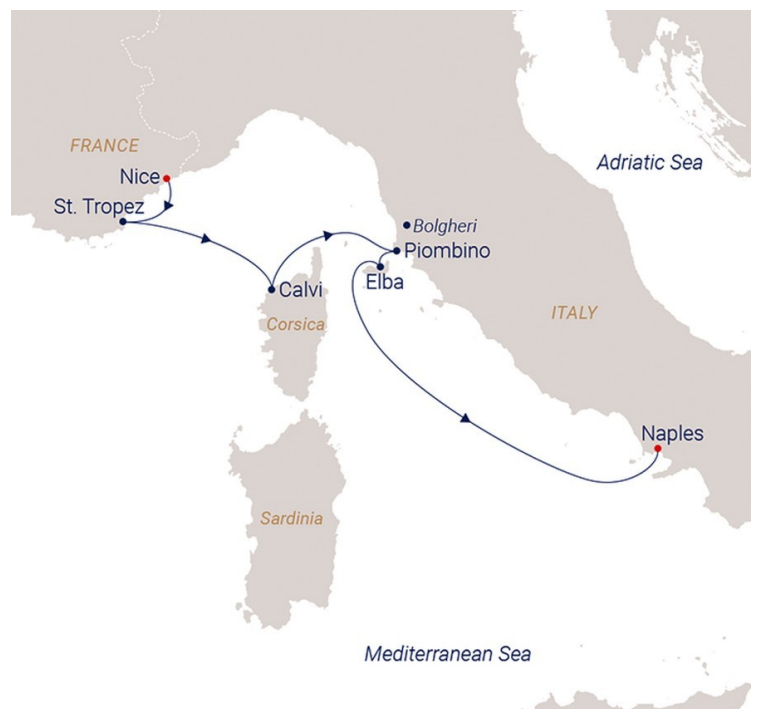 FRANCE
Adriatic Sea
Nice
St. Tropez
Bolgheri
Piombino
Elba
Calvi
ITALY
Corsica
Naples
Sardinia
Mediterranean Sea